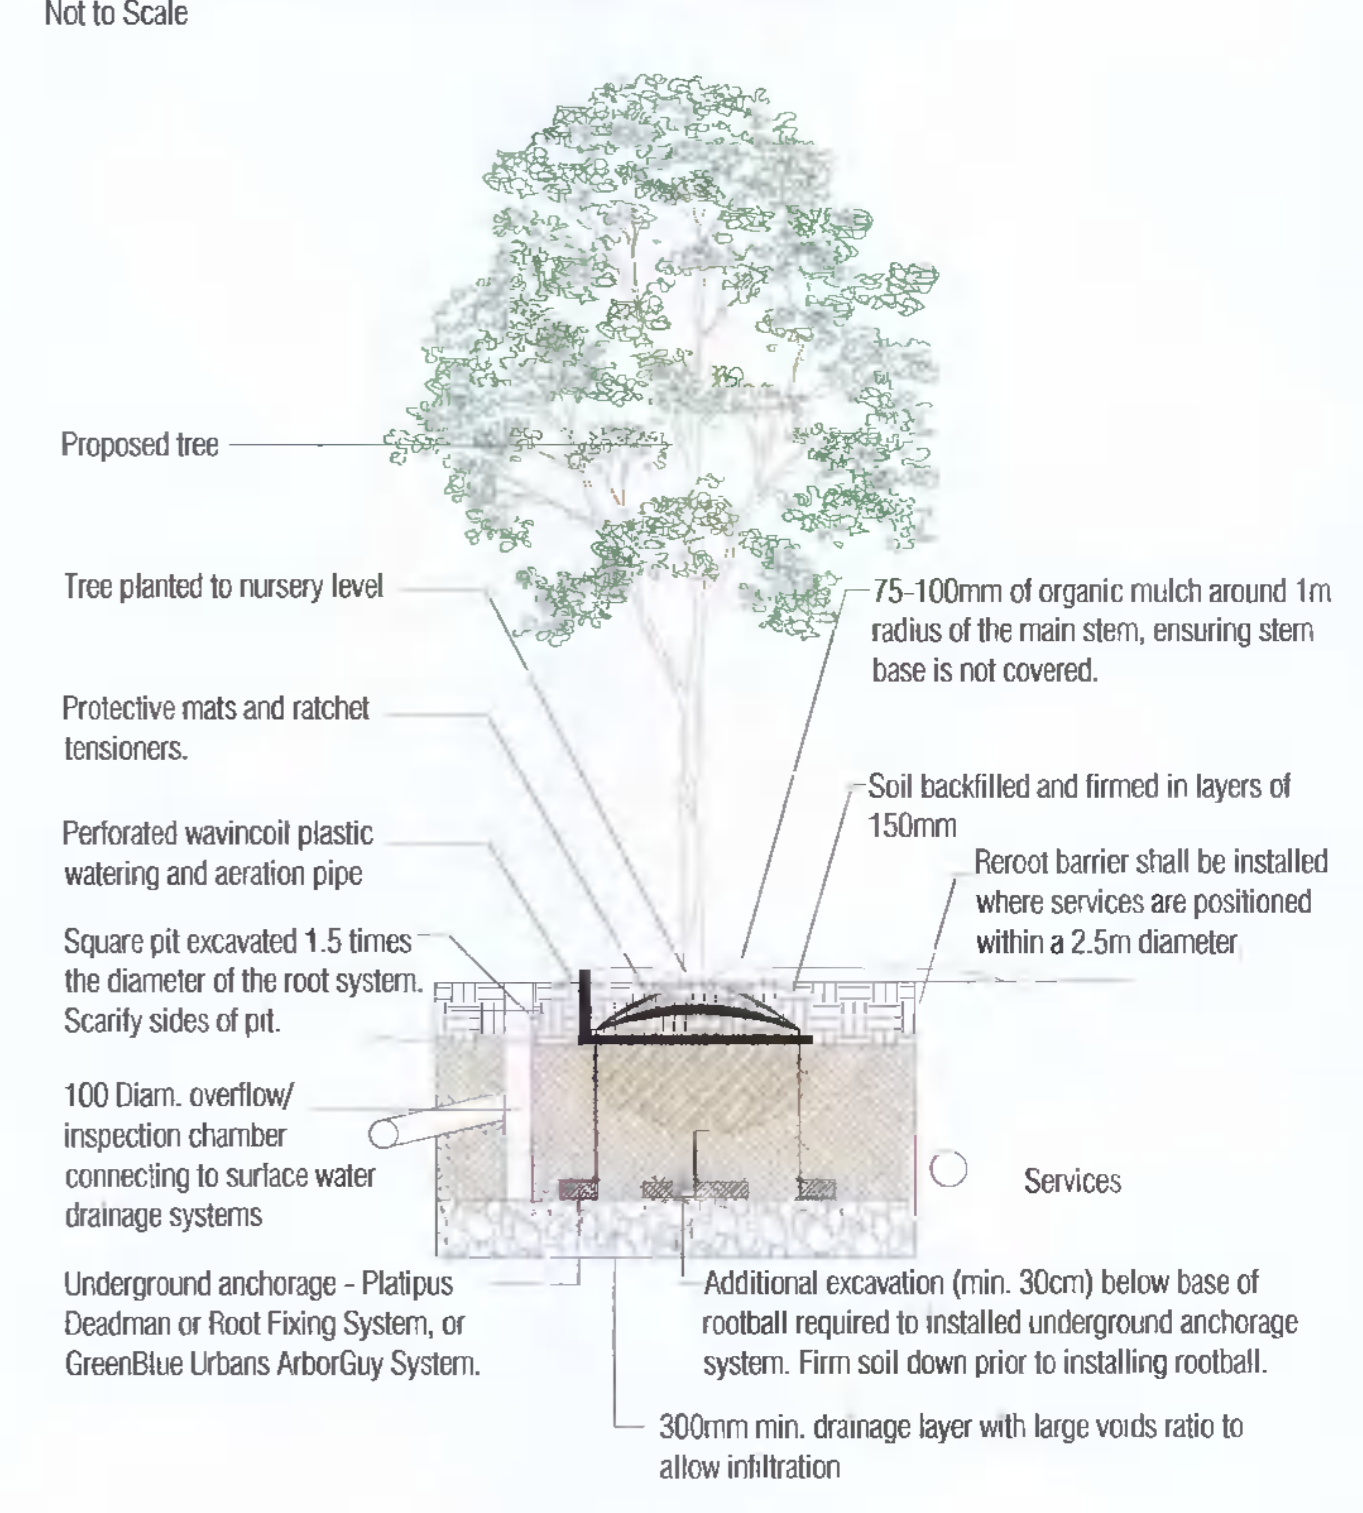 Not to Scale
Proposed tree
Tree planted to nursery level
75-100mm of organic mulch around 1m
radius of the main stem, ensuring stem
base is not covered.
Protective mats and ratchet
tensioners.
Soil backfilled and firmed in layers of
150mm
Perforated wavincoil plastic
watering and aeration pipe
Reroot barrier shall be installed
where services are positioned
within a 2.5m diameter
Square pit excavated 1.5 times
the diameter of the root system.
Scarify sides of pit.
100 Diam. overflow/
inspection chamber
connecting to surface water
drainage systems
Services
Underground anchorage - Platipus
Deadman or Root Fixing System, or
GreenBlue Urbans ArborGuy System.
Additional excavation (min. 30cm) below base of
rootball required to installed underground anchorage
system. Firm soil down prior to installing rootball.
300mm min. drainage layer with large voids ratio to
allow infiltration